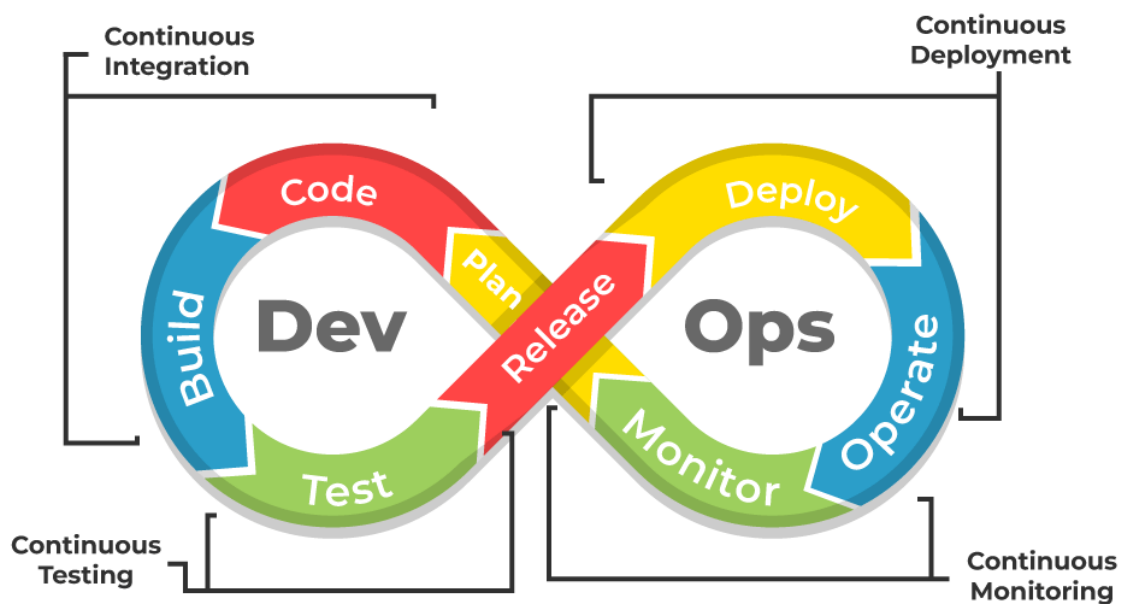 Continuous
Integration
Continuous
Deployment
Code
Deploy
Plan
Release
Dev
Ops
Build
Operate
Test
Monitor
Continuous
Testing
Continuous
Monitoring